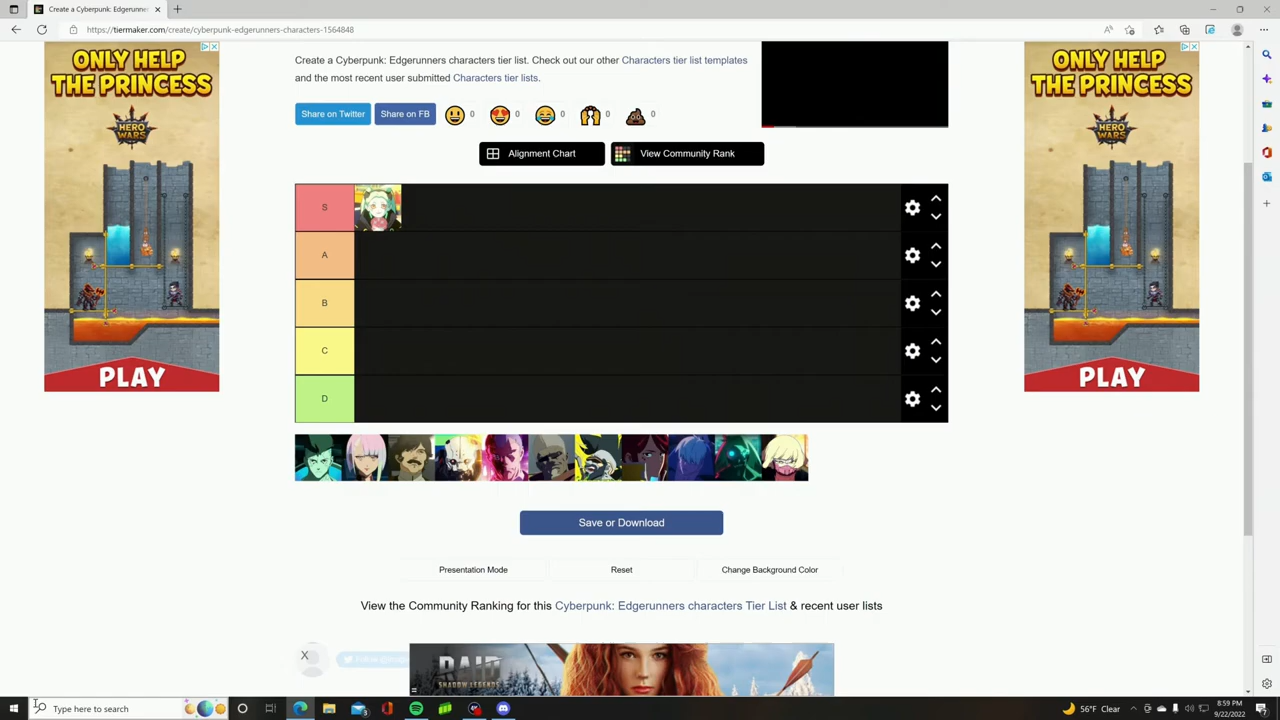 Create a Cyberpunk: Edgerunners
https://tiermaker.com/create/cyberpunk-edgerunners-characters-1564848
ONLY HELP
THE PRINCESS
HERO
WARS
PLAY
Create a Cyberpunk: Edgerunners characters tier list. Check out our other Characters tier list templates
and the most recent user submitted Characters tier lists.
Share on Twitter
Share on FB
0
0
0
0
0
Alignment Chart
View Community Rank
S
A
B
C
D
Save or Download
Presentation Mode
Reset
Change Background Color
View the Community Ranking for this Cyberpunk: Edgerunners characters Tier List & recent user lists
X
Follow
RAID
SHADOW LEGENDS
ONLY HELP
THE PRINCESS
HERO
WARS
PLAY
Type here to search
56°F Clear
8:59 PM
9/22/2022